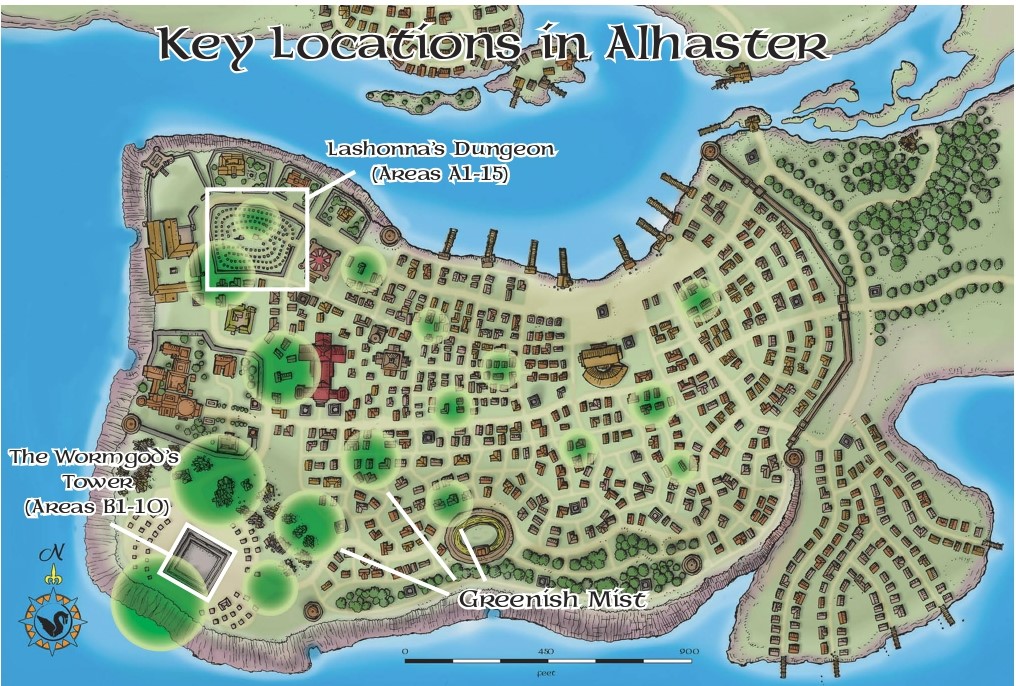 Key Locations in Alhaster
Lashonna's Dungeon
(Areas A1-15)
The Wormgod's
Tower
(Areas B1-10)
N
Greenish Mist
0 450 900
feet